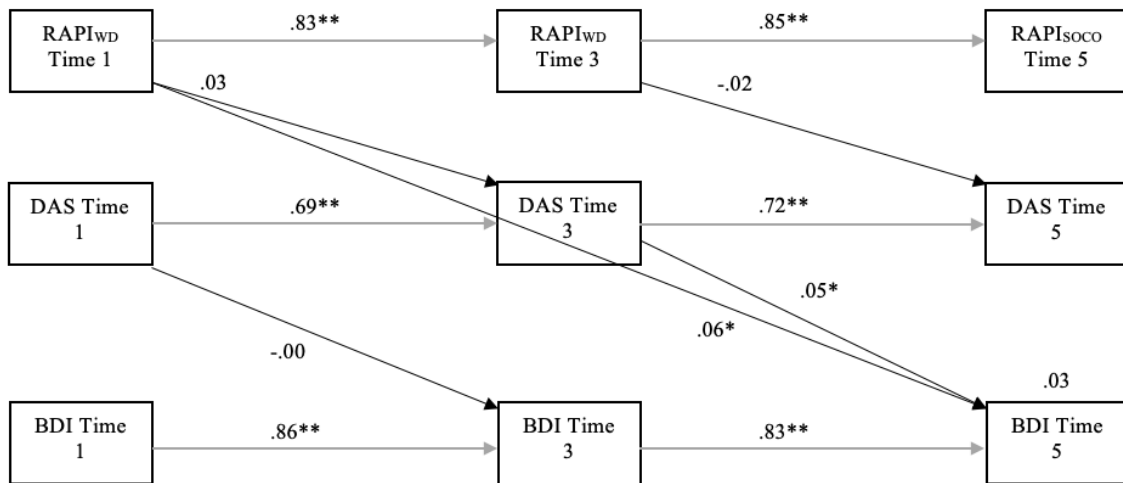 .83**
.85**
RAPIWD
Time 1
RAPIWD
Time 3
RAPISOCO
Time 5
.03
-.02
DAS Time
1
.69**
DAS Time
3
.72**
DAS Time
5
.05*
.06*
-.00
.03
BDI Time
1
.86**
BDI Time
3
.83**
BDI Time
5